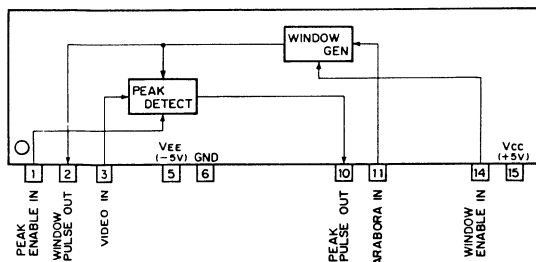 WINDOW
GEN
PEAK
DETECT
VEE
(−5V)
GND
VCC
(+5V)
1
2
3
5
6
10
11
14
15
PEAK
ENABLE IN
WINDOW
PULSE OUT
VIDEO IN
PEAK
PULSE OUT
ARABORA IN
WINDOW
ENABLE IN